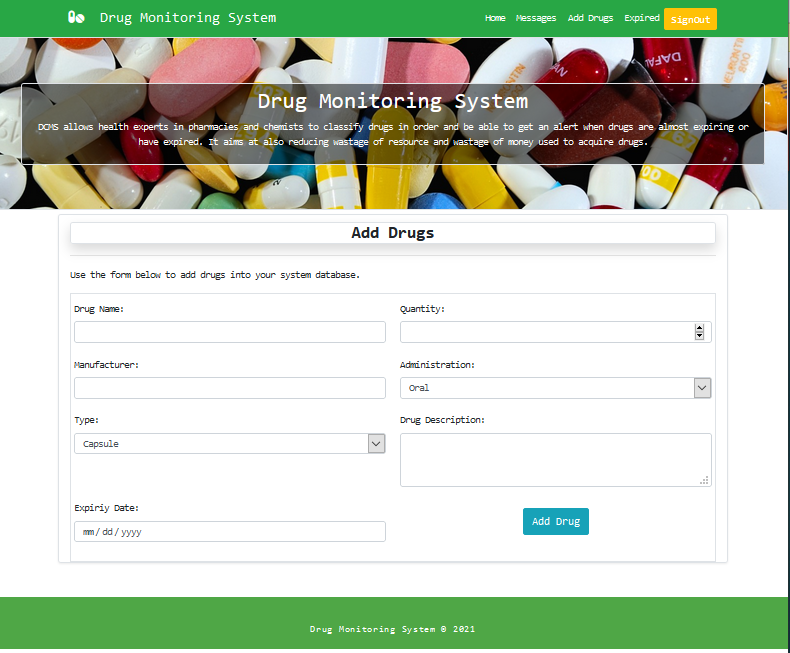 Drug Monitoring System
Home Messages Add Drugs Expired SignOut
Drug Monitoring System
DCMS allows health experts in pharmacies and chemists to classify drugs in order and be able to get an alert when drugs are almost expiring or
have expired. It aims at also reducing wastage of resource and wastage of money used to acquire drugs.
Add Drugs
Use the form below to add drugs into your system database.
Drug Name:
Quantity:
Manufacturer:
Administration:
Oral
Type:
Drug Description:
Capsule
Expiriy Date:
Add Drug
mm/dd/yyyy
Drug Monitoring System © 2021